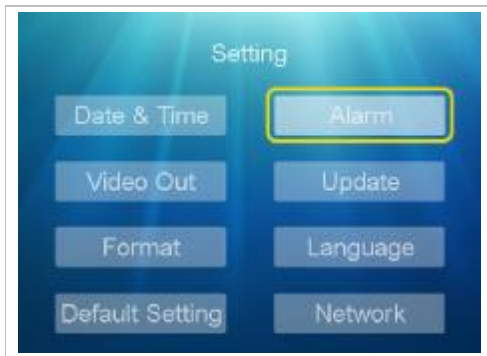 Setting
Date & Time
Alarm
Video Out
Update
Format
Language
Default Setting
Network